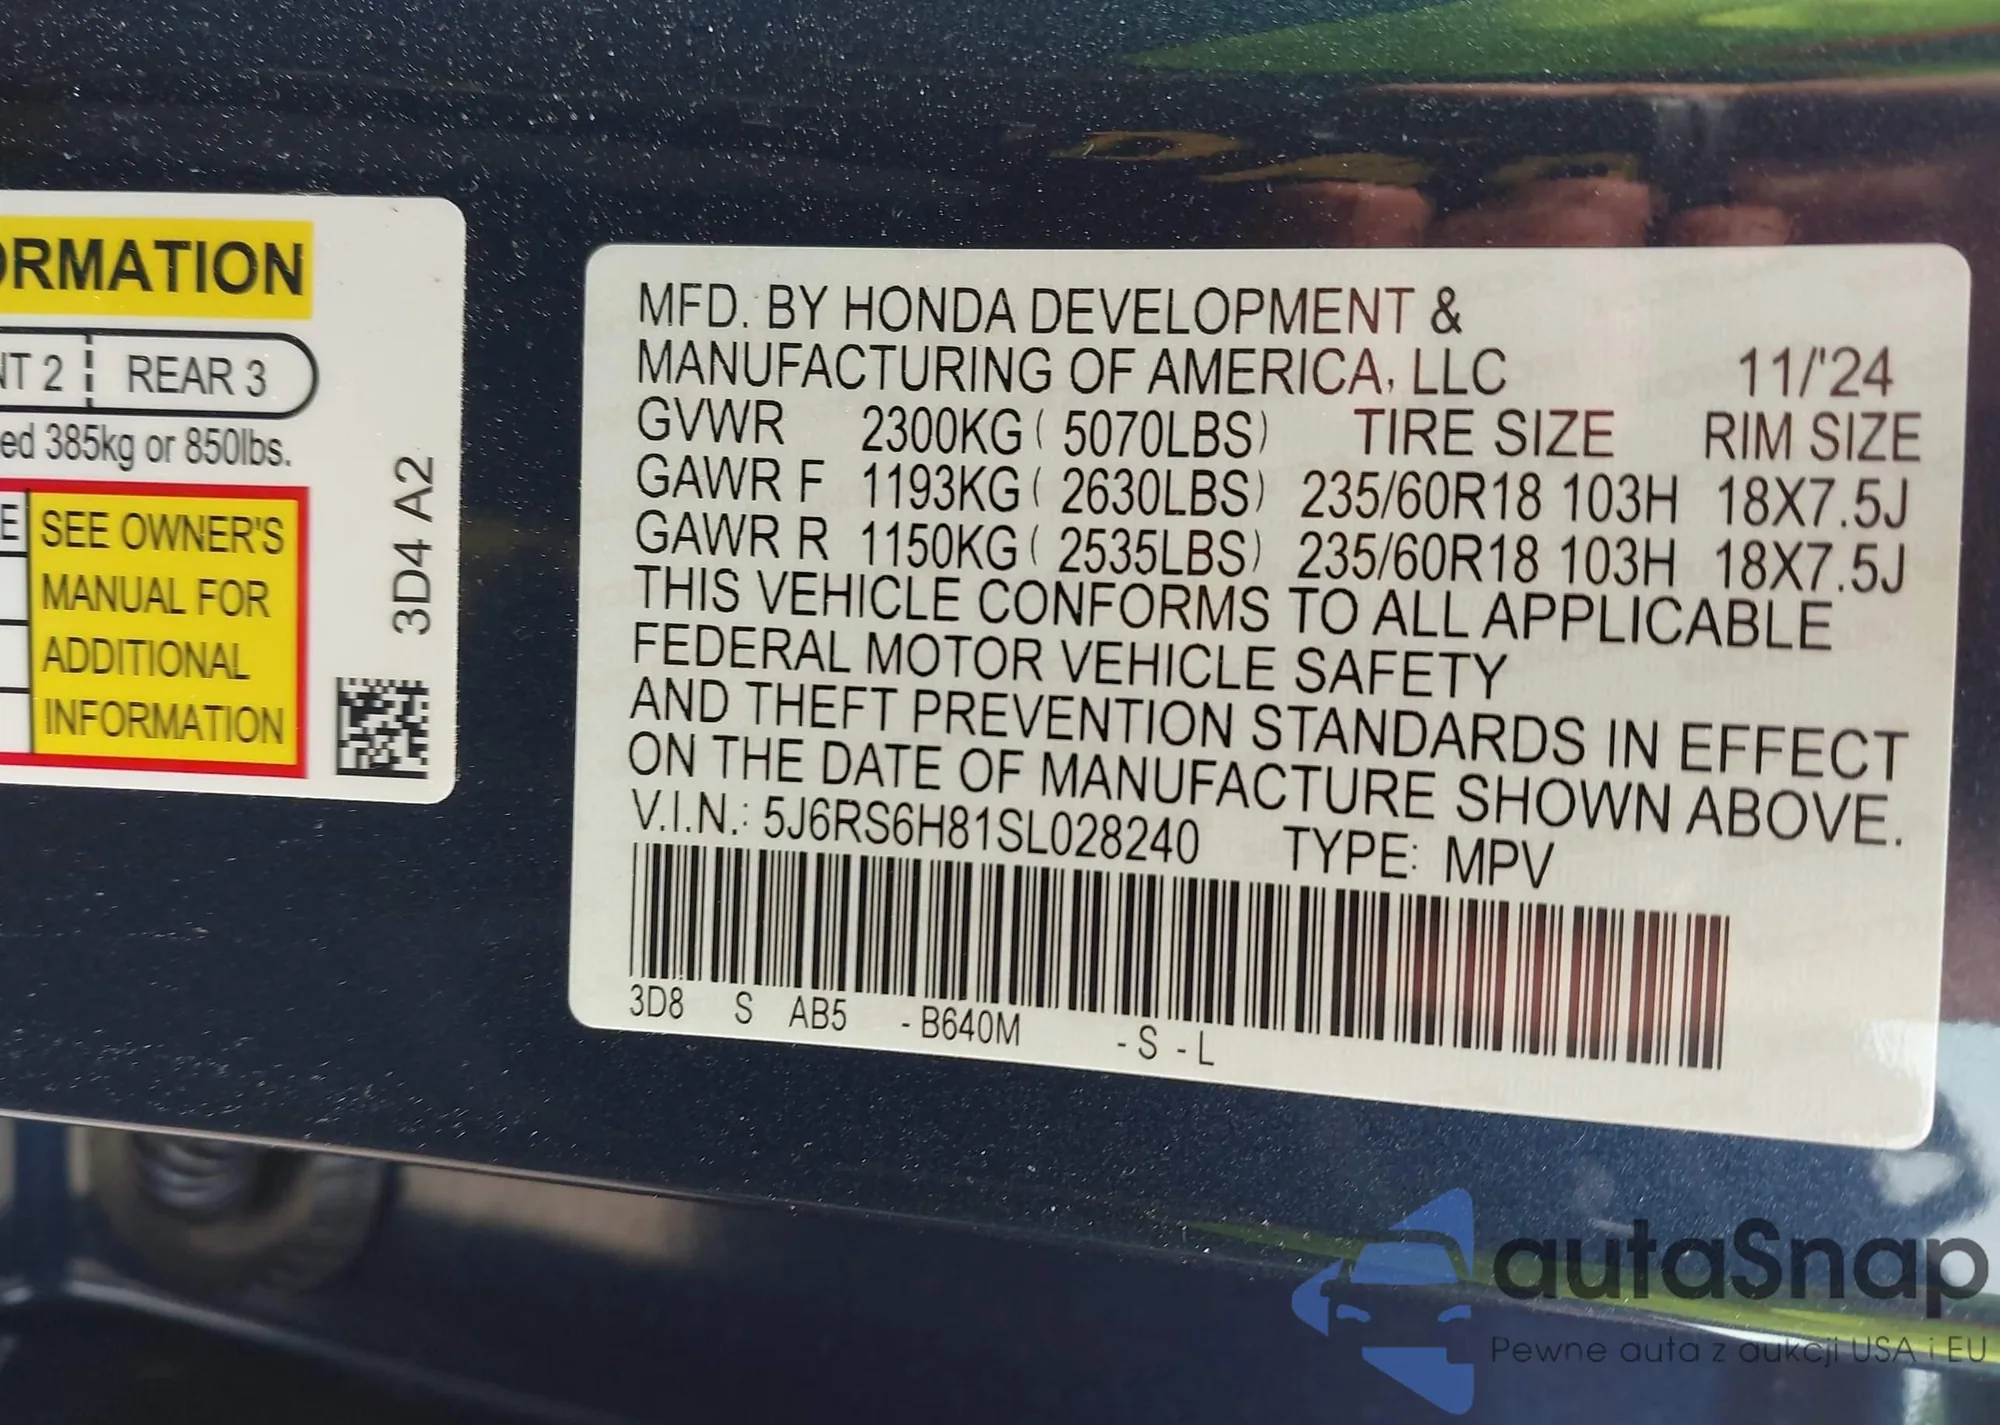 ORMATION
NT 2 REAR 3
ed 385kg or 850lbs.
E
SEE OWNER'S
MANUAL FOR
ADDITIONAL
INFORMATION
3D4 A2
MFD. BY HONDA DEVELOPMENT &
MANUFACTURING OF AMERICA, LLC 11/'24
GVWR 2300KG ( 5070LBS) TIRE SIZE RIM SIZE
GAWR F 1193KG ( 2630LBS) 235/60R18 103H 18X7.5J
GAWR R 1150KG ( 2535LBS) 235/60R18 103H 18X7.5J
THIS VEHICLE CONFORMS TO ALL APPLICABLE
FEDERAL MOTOR VEHICLE SAFETY
AND THEFT PREVENTION STANDARDS IN EFFECT
ON THE DATE OF MANUFACTURE SHOWN ABOVE.
V.I.N.: 5J6RS6H81SL028240 TYPE: MPV
3D8 S AB5 - B640M - S - L
autaSnap
Pewne auta z aukcji USA i EU